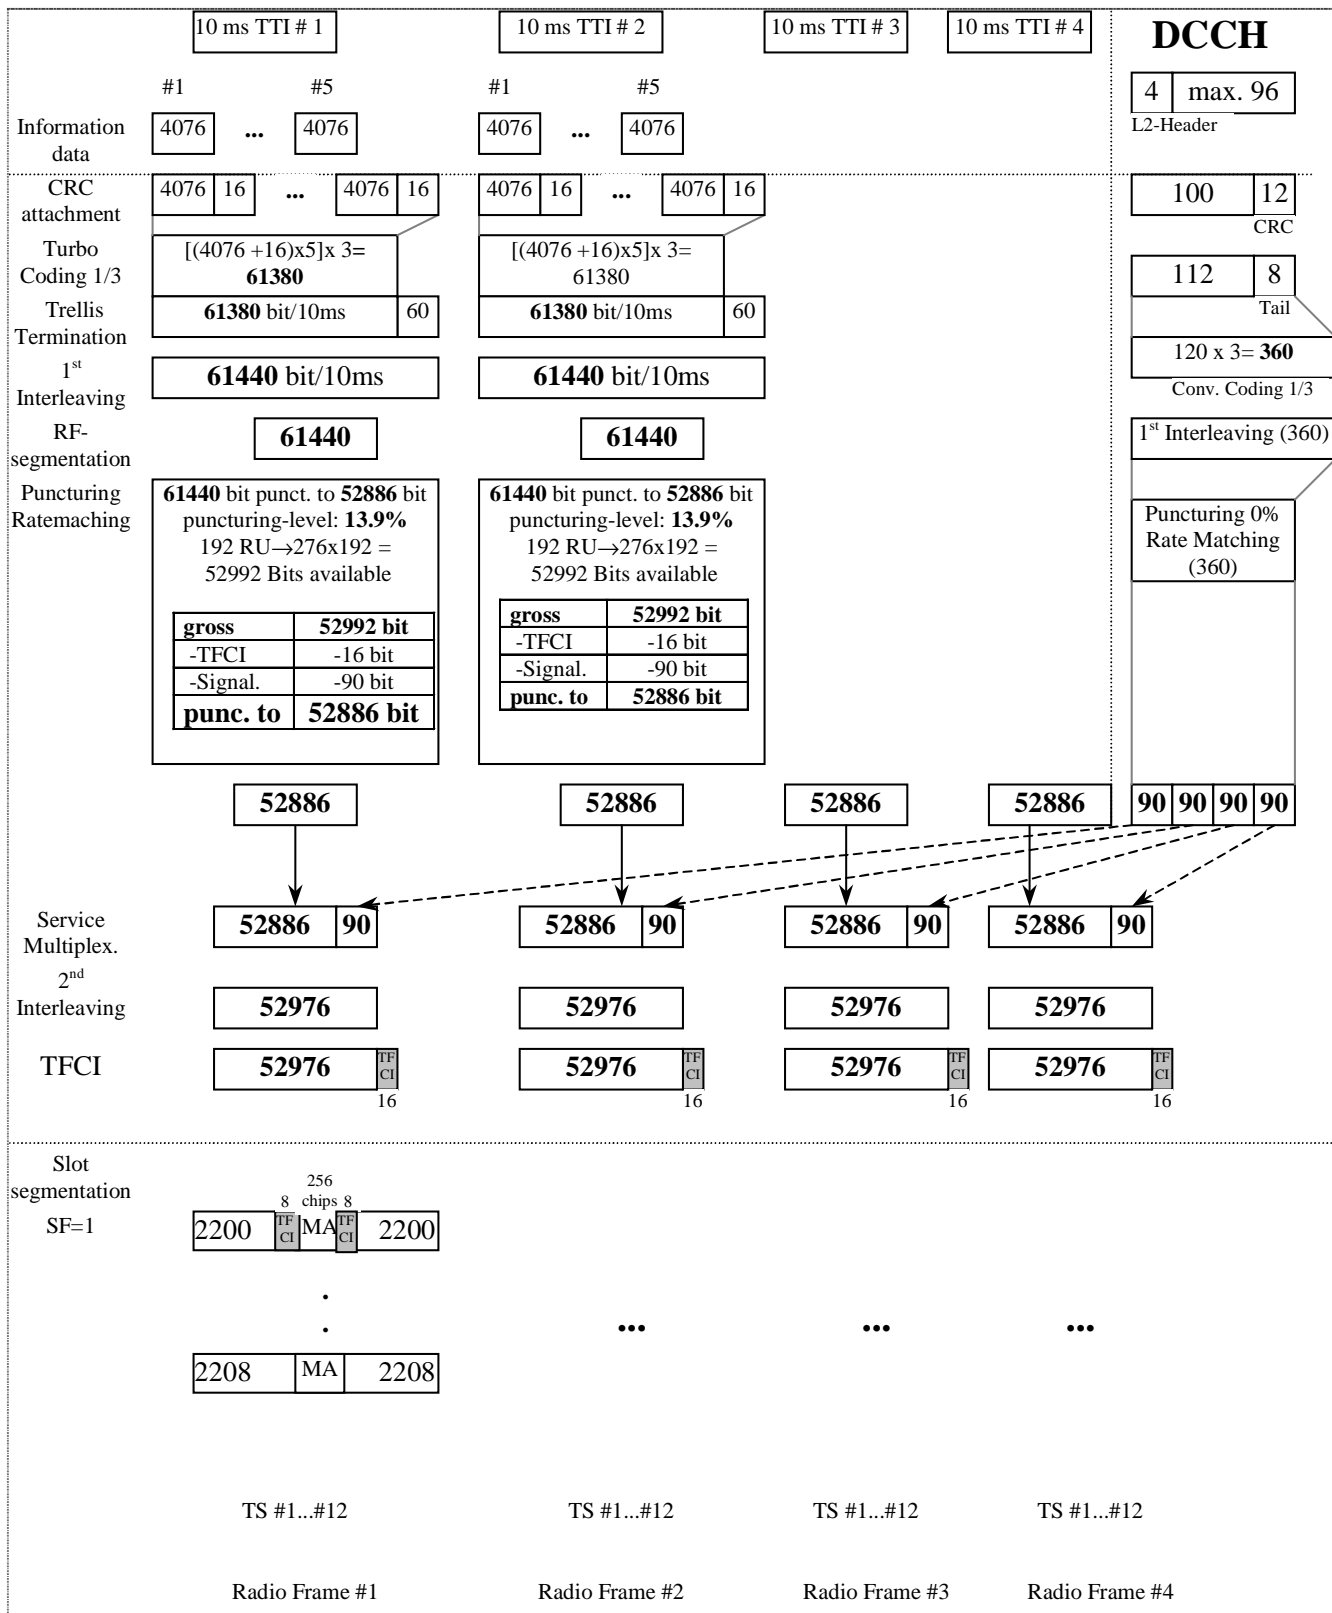 10 ms TTI # 1 10 ms TTI # 2 10 ms TTI # 3 10 ms TTI # 4 DCCH
#1 #5 #1 #5
4 max. 96
L2-Header
Information data
4076 ... 4076 4076 ... 4076
CRC attachment
4076 16 ... 4076 16 4076 16 ... 4076 16
100 12
CRC
Turbo Coding 1/3
[(4076 +16)x5]x 3=
61380
[(4076 +16)x5]x 3=
61380
112 8
Tail
Trellis Termination
61380 bit/10ms 60 61380 bit/10ms 60
120 x 3= 360
Conv. Coding 1/3
1st Interleaving
61440 bit/10ms 61440 bit/10ms
RF-segmentation
61440 61440
1st Interleaving (360)
Puncturing Ratemaching
61440 bit punct. to 52886 bit
puncturing-level: 13.9%
192 RU→276x192 =
52992 Bits available
gross 52992 bit
-TFCI -16 bit
-Signal. -90 bit
punc. to 52886 bit
61440 bit punct. to 52886 bit
puncturing-level: 13.9%
192 RU→276x192 =
52992 Bits available
gross 52992 bit
-TFCI -16 bit
-Signal. -90 bit
punc. to 52886 bit
Puncturing 0%
Rate Matching
(360)
52886 52886 52886 52886 90 90 90 90
Service Multiplex.
52886 90 52886 90 52886 90 52886 90
2nd Interleaving
52976 52976 52976 52976
TFCI
52976 TF CI 52976 TF CI 52976 TF CI 52976 TF CI
16 16 16 16
Slot segmentation
SF=1
256
8 chips 8
2200 TF CI MA TF CI 2200
.
. ... ... ...
2208 MA 2208
TS #1...#12 TS #1...#12 TS #1...#12 TS #1...#12
Radio Frame #1 Radio Frame #2 Radio Frame #3 Radio Frame #4